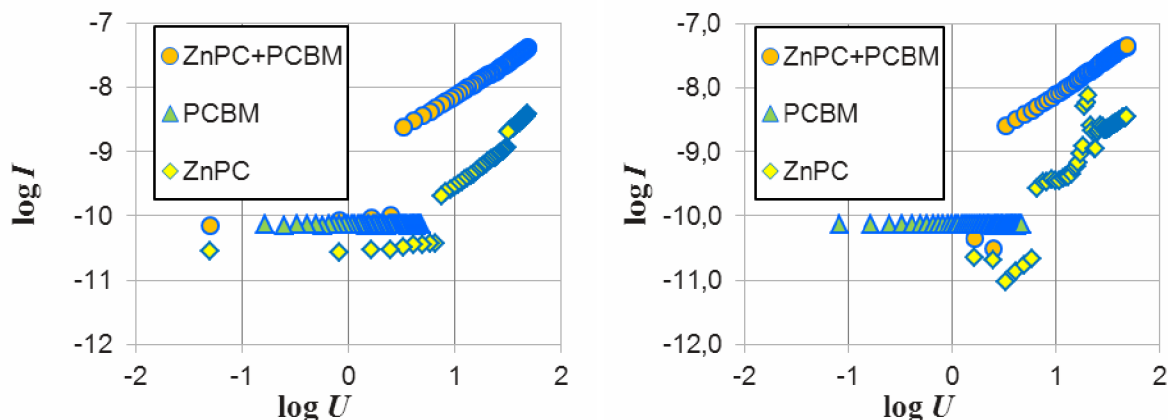 -7
-8
-9
-10
-11
-12
log I
ZnPC+PCBM
PCBM
ZnPC
-2 -1 0 1 2
log U
-7,0
-8,0
-9,0
-10,0
-11,0
-12,0
log I
ZnPC+PCBM
PCBM
ZnPC
-2 -1 0 1 2
log U